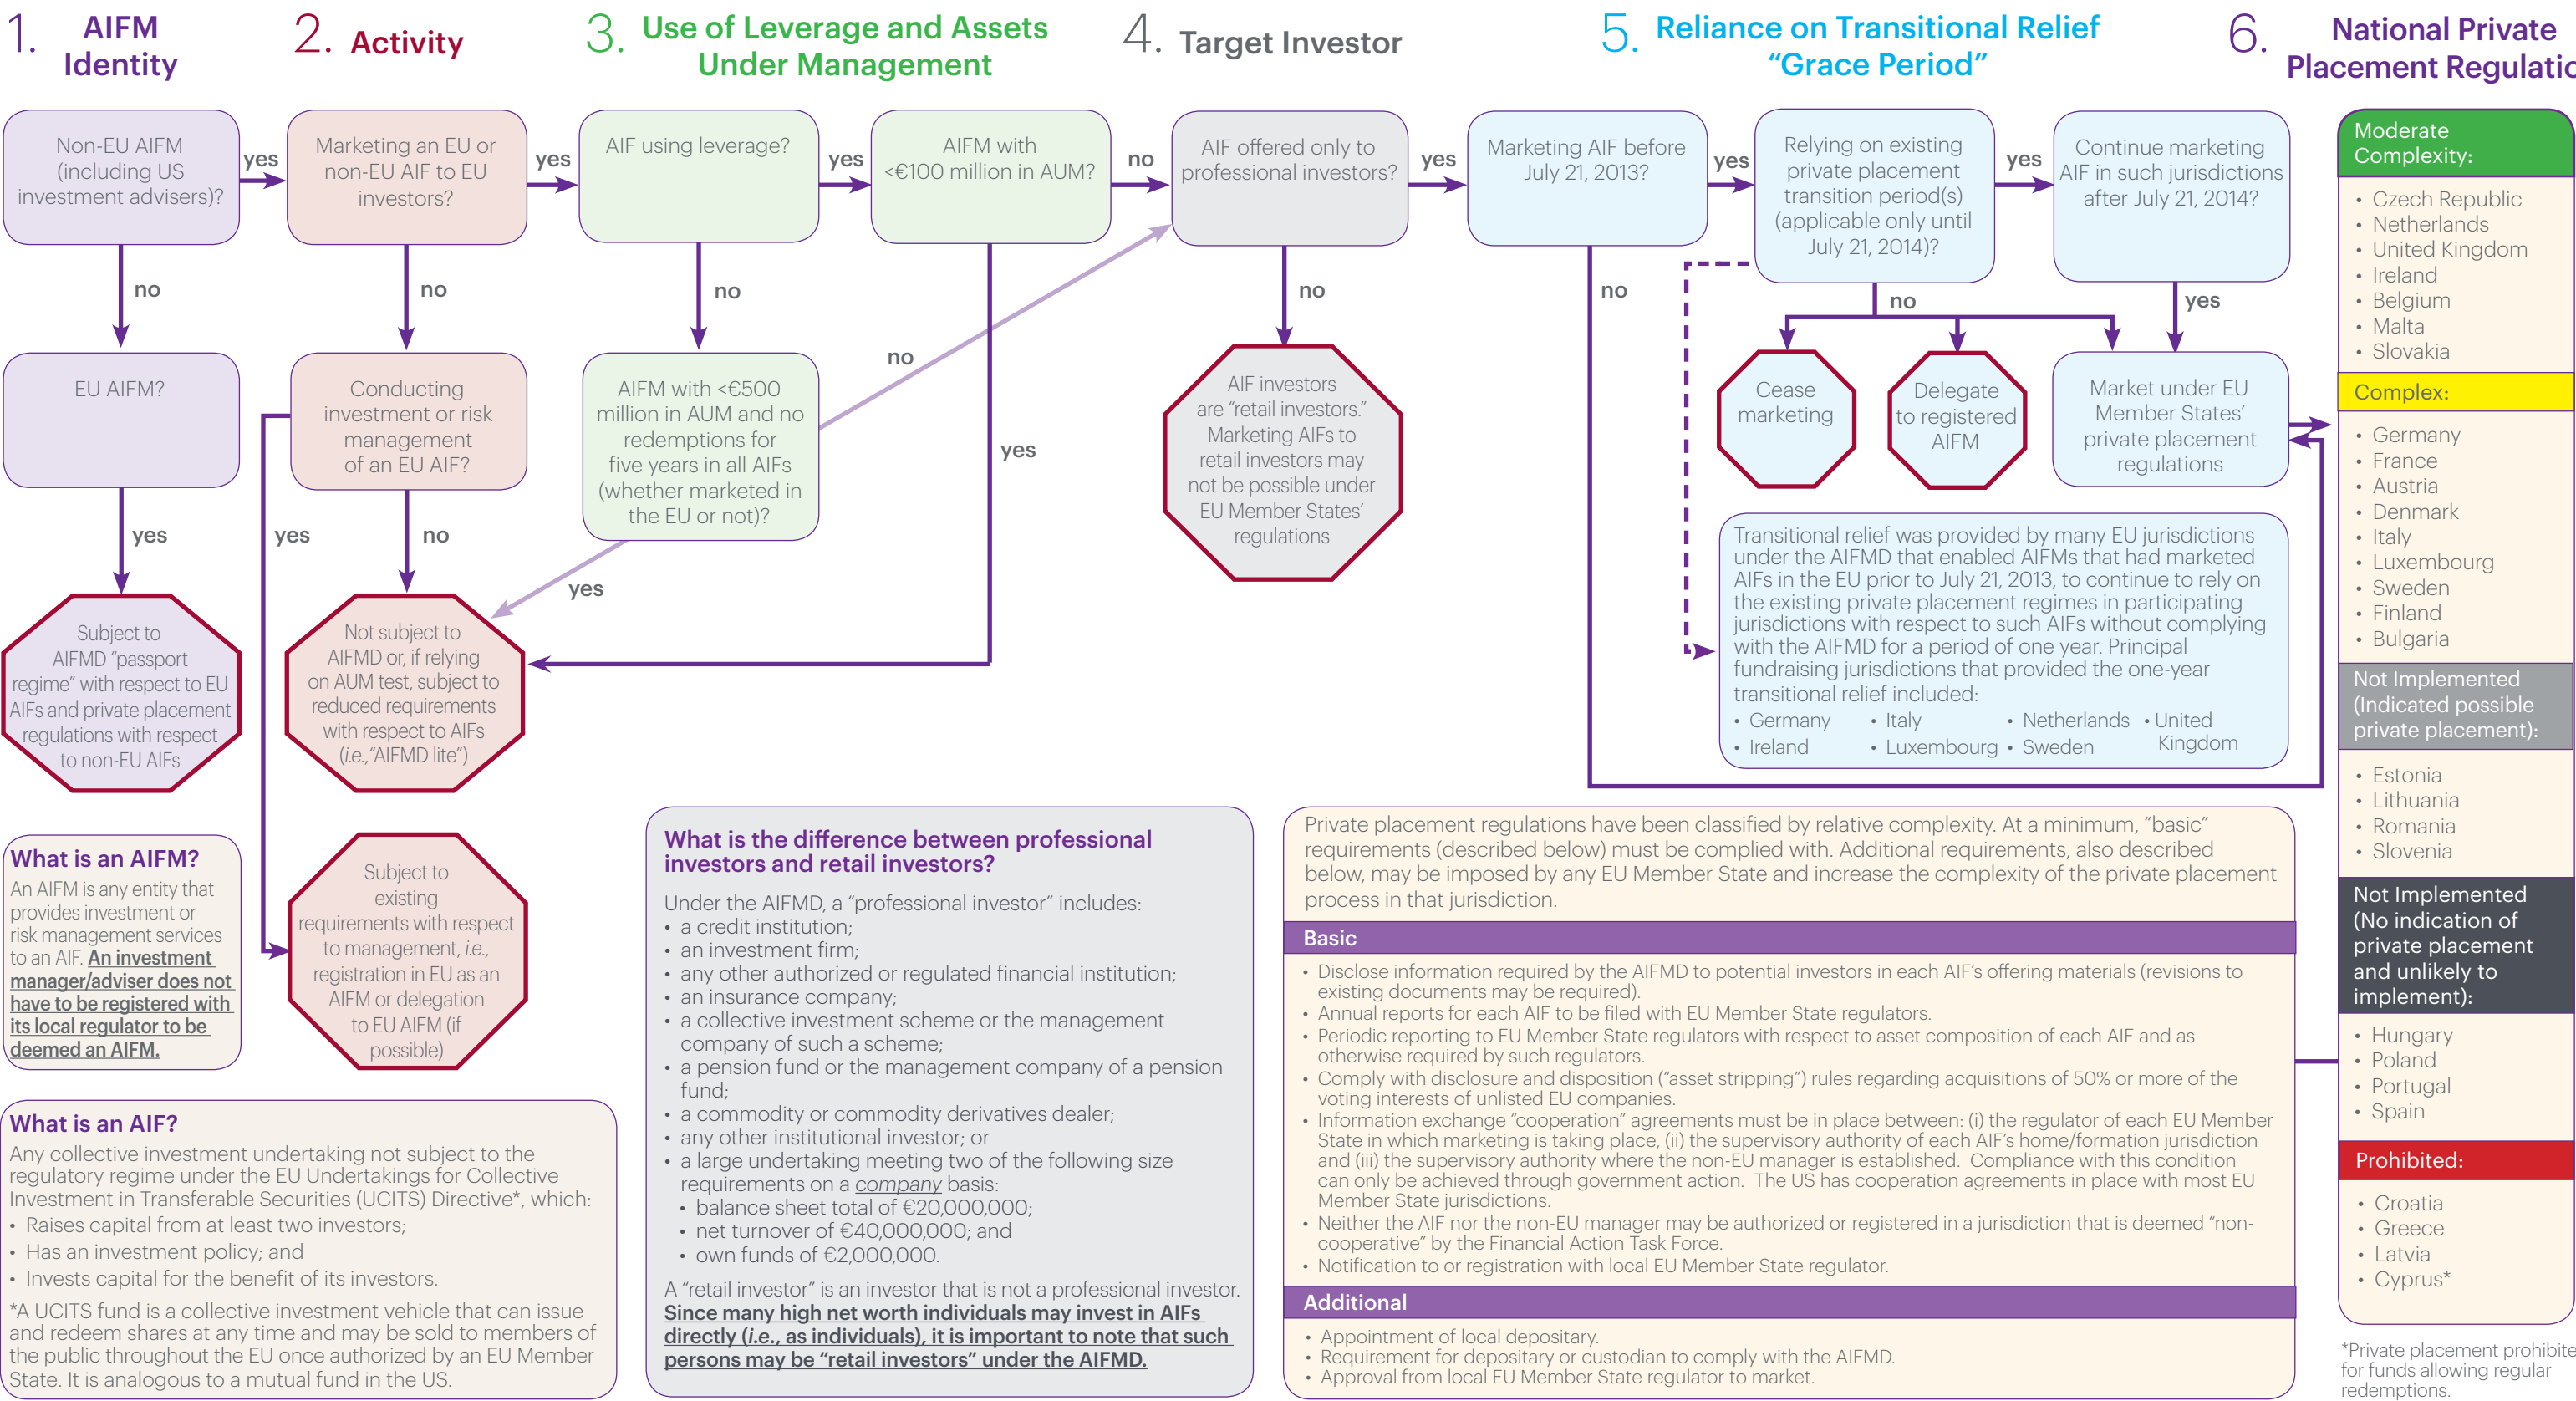 1. AIFM
Identity
2. Activity
3. Use of Leverage and Assets
Under Management
4. Target Investor
5. Reliance on Transitional Relief
“Grace Period”
6. National Private
Placement Regulatio
Non-EU AIFM
(including US
investment advisers)?
yes
no
EU AIFM?
yes
Subject to
AIFMD “passport
regime” with respect to EU
AIFs and private placement
regulations with respect
to non-EU AIFs
Marketing an EU or
non-EU AIF to EU
investors?
yes
no
Conducting
investment or risk
management
of an EU AIF?
yes
no
Not subject to
AIFMD or, if relying
on AUM test, subject to
reduced requirements
with respect to AIFs
(i.e., “AIFMD lite”)
Subject to
existing
requirements with respect
to management, i.e.,
registration in EU as an
AIFM or delegation
to EU AIFM (if
possible)
AIF using leverage?
yes
no
AIFM with <€500
million in AUM and no
redemptions for
five years in all AIFs
(whether marketed in
the EU or not)?
no
yes
AIFM with
<€100 million in AUM?
no
yes
AIF offered only to
professional investors?
yes
no
AIF investors
are “retail investors.”
Marketing AIFs to
retail investors may
not be possible under
EU Member States’
regulations
Marketing AIF before
July 21, 2013?
yes
no
Relying on existing
private placement
transition period(s)
(applicable only until
July 21, 2014)?
yes
no
Continue marketing
AIF in such jurisdictions
after July 21, 2014?
yes
Cease
marketing
Delegate
to registered
AIFM
Market under EU
Member States’
private placement
regulations
Transitional relief was provided by many EU jurisdictions
under the AIFMD that enabled AIFMs that had marketed
AIFs in the EU prior to July 21, 2013, to continue to rely on
the existing private placement regimes in participating
jurisdictions with respect to such AIFs without complying
with the AIFMD for a period of one year. Principal
fundraising jurisdictions that provided the one-year
transitional relief included:
• Germany • Italy • Netherlands • United
Kingdom
• Ireland • Luxembourg • Sweden
Moderate
Complexity:
• Czech Republic
• Netherlands
• United Kingdom
• Ireland
• Belgium
• Malta
• Slovakia
Complex:
• Germany
• France
• Austria
• Denmark
• Italy
• Luxembourg
• Sweden
• Finland
• Bulgaria
Not Implemented
(Indicated possible
private placement):
• Estonia
• Lithuania
• Romania
• Slovenia
Not Implemented
(No indication of
private placement
and unlikely to
implement):
• Hungary
• Poland
• Portugal
• Spain
Prohibited:
• Croatia
• Greece
• Latvia
• Cyprus*
*Private placement prohibite
for funds allowing regular
redemptions.
What is an AIFM?
An AIFM is any entity that
provides investment or
risk management services
to an AIF. An investment
manager/adviser does not
have to be registered with
its local regulator to be
deemed an AIFM.
What is an AIF?
Any collective investment undertaking not subject to the
regulatory regime under the EU Undertakings for Collective
Investment in Transferable Securities (UCITS) Directive*, which:
• Raises capital from at least two investors;
• Has an investment policy; and
• Invests capital for the benefit of its investors.
*A UCITS fund is a collective investment vehicle that can issue
and redeem shares at any time and may be sold to members of
the public throughout the EU once authorized by an EU Member
State. It is analogous to a mutual fund in the US.
What is the difference between professional
investors and retail investors?
Under the AIFMD, a “professional investor” includes:
• a credit institution;
• an investment firm;
• any other authorized or regulated financial institution;
• an insurance company;
• a collective investment scheme or the management
company of such a scheme;
• a pension fund or the management company of a pension
fund;
• a commodity or commodity derivatives dealer;
• any other institutional investor; or
• a large undertaking meeting two of the following size
requirements on a company basis:
• balance sheet total of €20,000,000;
• net turnover of €40,000,000; and
• own funds of €2,000,000.
A “retail investor” is an investor that is not a professional investor.
Since many high net worth individuals may invest in AIFs
directly (i.e., as individuals), it is important to note that such
persons may be “retail investors” under the AIFMD.
Private placement regulations have been classified by relative complexity. At a minimum, “basic”
requirements (described below) must be complied with. Additional requirements, also described
below, may be imposed by any EU Member State and increase the complexity of the private placement
process in that jurisdiction.
Basic
• Disclose information required by the AIFMD to potential investors in each AIF’s offering materials (revisions to
existing documents may be required).
• Annual reports for each AIF to be filed with EU Member State regulators.
• Periodic reporting to EU Member State regulators with respect to asset composition of each AIF and as
otherwise required by such regulators.
• Comply with disclosure and disposition (“asset stripping”) rules regarding acquisitions of 50% or more of the
voting interests of unlisted EU companies.
• Information exchange “cooperation” agreements must be in place between: (i) the regulator of each EU Member
State in which marketing is taking place, (ii) the supervisory authority of each AIF’s home/formation jurisdiction
and (iii) the supervisory authority where the non-EU manager is established. Compliance with this condition
can only be achieved through government action. The US has cooperation agreements in place with most EU
Member State jurisdictions.
• Neither the AIF nor the non-EU manager may be authorized or registered in a jurisdiction that is deemed “non-
cooperative” by the Financial Action Task Force.
• Notification to or registration with local EU Member State regulator.
Additional
• Appointment of local depositary.
• Requirement for depositary or custodian to comply with the AIFMD.
• Approval from local EU Member State regulator to market.